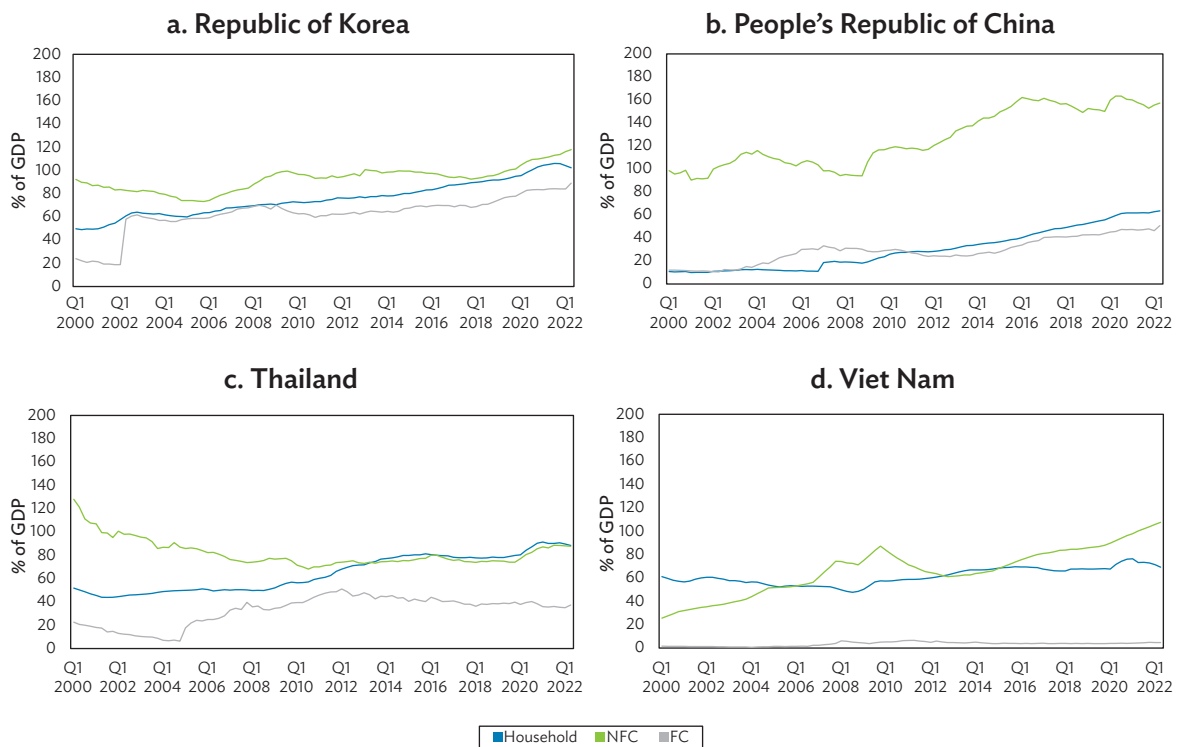 a. Republic of Korea
% of GDP
200
180
160
140
120
100
80
60
40
20
0
Q1 Q1 Q1 Q1 Q1 Q1 Q1 Q1 Q1 Q1 Q1 Q1
2000 2002 2004 2006 2008 2010 2012 2014 2016 2018 2020 2022
b. People's Republic of China
% of GDP
200
180
160
140
120
100
80
60
40
20
0
Q1 Q1 Q1 Q1 Q1 Q1 Q1 Q1 Q1 Q1 Q1 Q1
2000 2002 2004 2006 2008 2010 2012 2014 2016 2018 2020 2022
c. Thailand
% of GDP
200
180
160
140
120
100
80
60
40
20
0
Q1 Q1 Q1 Q1 Q1 Q1 Q1 Q1 Q1 Q1 Q1 Q1
2000 2002 2004 2006 2008 2010 2012 2014 2016 2018 2020 2022
d. Viet Nam
% of GDP
200
180
160
140
120
100
80
60
40
20
0
Q1 Q1 Q1 Q1 Q1 Q1 Q1 Q1 Q1 Q1 Q1 Q1
2000 2002 2004 2006 2008 2010 2012 2014 2016 2018 2020 2022
Household NFC FC